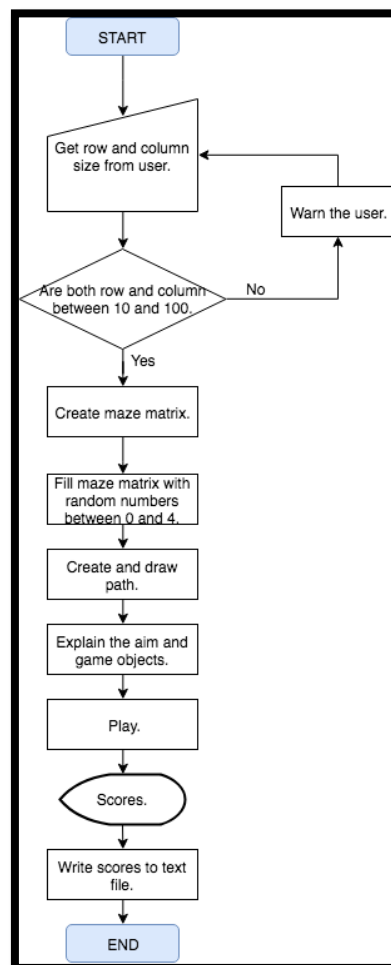 START
Get row and column
size from user.
Warn the user.
Are both row and column
between 10 and 100.
No
Yes
Create maze matrix.
Fill maze matrix with
random numbers
between 0 and 4.
Create and draw
path.
Explain the aim and
game objects.
Play.
Scores.
Write scores to text
file.
END